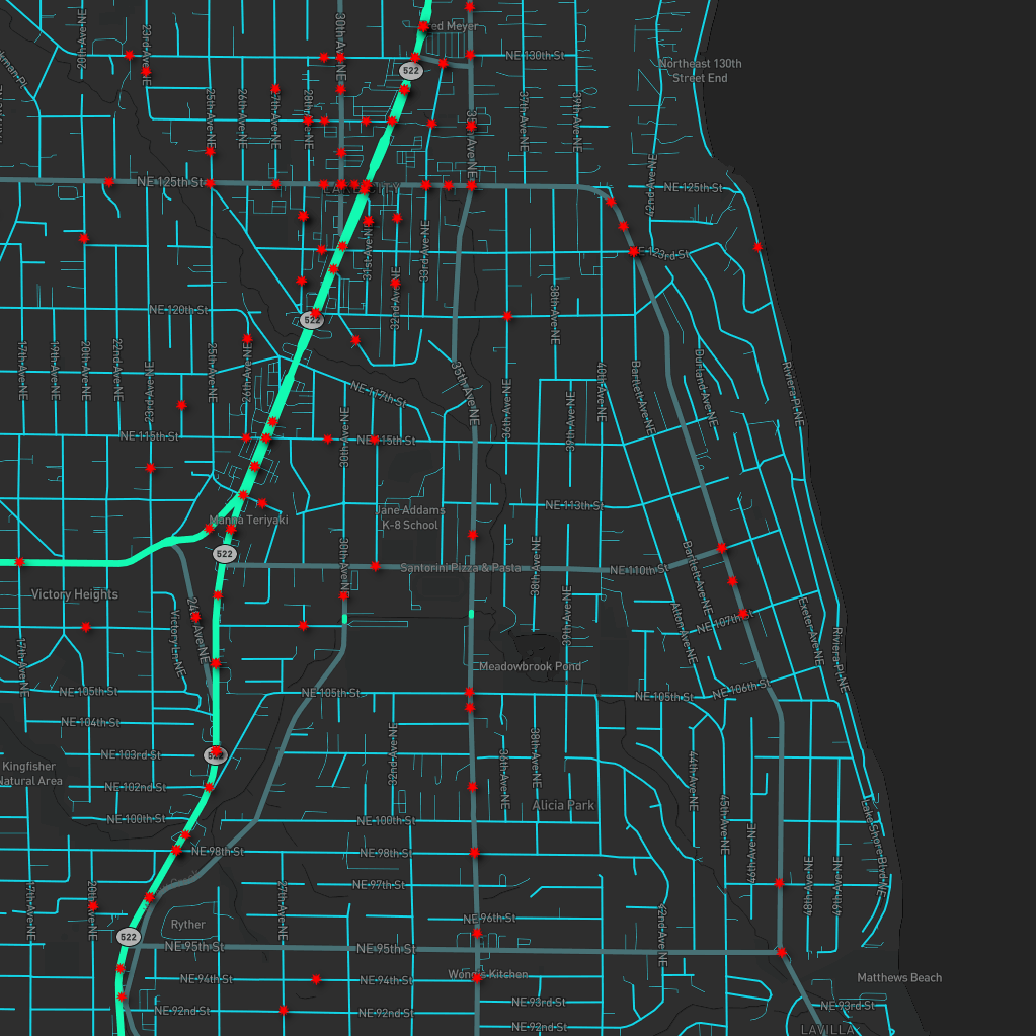 30th Ave NE
Fred Meyer
20th Ave NE
23rd Ave NE
NE 130th St
Northeast 130th
Street End
522
25th Ave NE
26th Ave NE
27th Ave NE
28th Ave NE
35th Ave NE
37th Ave NE
39th Ave NE
42nd Ave NE
NE 125th St
LAKE CITY
NE 125th St
31st Ave NE
33rd Ave NE
32nd Ave NE
NE 123rd St
38th Ave NE
NE 120th St
522
17th Ave NE
19th Ave NE
20th Ave NE
22nd Ave NE
23rd Ave NE
25th Ave NE
26th Ave NE
NE 117th St
35th Ave NE
36th Ave NE
39th Ave NE
40th Ave NE
Bartlett Ave NE
Durland Ave NE
Riviera Pl NE
30th Ave NE
NE 115th St
NE 115th St
Jane Addams
K-8 School
NE 113th St
Manna Teriyaki
522
30th Ave NE
Santorini Pizza & Pasta
38th Ave NE
NE 110th St
Bartlett Ave NE
Victory Heights
24th Ave NE
Victory Ln NE
17th Ave NE
39th Ave NE
Alton Ave NE
NE 107th St
Exeter Ave NE
Riviera Pl NE
Meadowbrook Pond
NE 105th St
NE 105th St
NE 105th St
NE 106th St
NE 104th St
NE 103rd St
522
32nd Ave NE
36th Ave NE
38th Ave NE
44th Ave NE
Kingfisher
Natural Area
NE 102nd St
Alicia Park
45th Ave NE
46th Ave NE
Lake Shore Blvd NE
NE 100th St
NE 100th St
NE 98th St
NE 98th St
NE 97th St
48th Ave NE
49th Ave NE
17th Ave NE
20th Ave NE
27th Ave NE
42nd Ave NE
Ryther
NE 96th St
522
NE 95th St
NE 95th St
NE 94th St
NE 94th St
Wong's Kitchen
Matthews Beach
NE 92nd St
NE 92nd St
NE 93rd St
NE 93rd St
NE 92nd St
LAVILLA